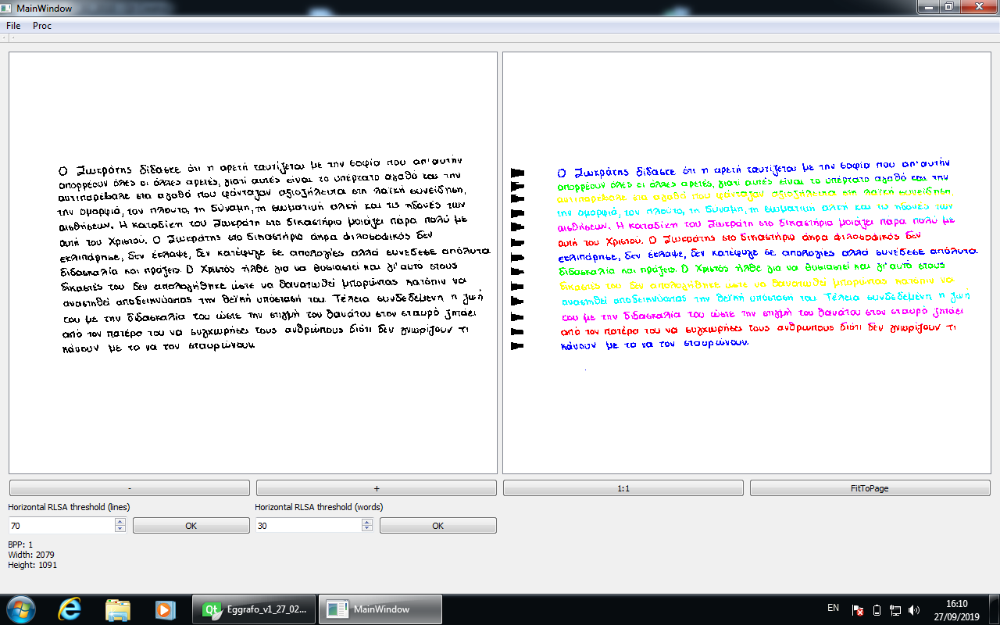 MainWindow
File Proc
Ο Σωκράτης δίδασκε ότι η αρετή ταυτίζεται με την σοφία που απ' αυτήν
απορρέουν όλες οι άλλες αρετές, γιατί αυτές είναι το υπέρτατο αγαθό και την
αντιπαρέβαλε στα αγαθά που φάνταζαν αξιοζήλευτα στη λαϊκή συνείδηση,
την ομορφιά, τον πλούτο, τη δύναμη, τη σωματική αλκή και τις ηδονές των
αισθήσεων. Η καταδίκη του Σωκράτη στο δικαστήριο μοιάζει πάρα πολύ με
αυτή του Χριστού. Ο Σωκράτης στο δικαστήριο άηρα φιλοσοφικός δεν
εκλιπάρησε, δεν έκλαψε, δεν κατέφυγε σε απολογίες αλλά συνέδεσε απόλυτα
διδασκαλία και πράξεις. Ο Χριστός ήλθε για να θυσιαστεί και γι' αυτό στους
δικαστές του δεν απολογήθηκε ώστε να θανατωθεί μπορώντας κατόπιν να
αναστηθεί αποδεικνύοντας την θεϊκή υπόστασή του. Τέλεια συνδεδεμένη η ζωή
του με την διδασκαλία του ώστε την στιγμή του θανάτου στον σταυρό ζητάει
από τον πατέρα του να συγχωρήσει τους ανθρώπους διότι δεν γνωρίζουν τι
κάνουν με το να τον σταυρώνουν.
Ο Σωκράτης δίδασκε ότι η αρετή ταυτίζεται με την σοφία που απ' αυτήν
απορρέουν όλες οι άλλες αρετές, γιατί αυτές είναι το υπέρτατο αγαθό και την
αντιπαρέβαλε στα αγαθά που φάνταζαν αξιοζήλευτα στη λαϊκή συνείδηση,
την ομορφιά, τον πλούτο, τη δύναμη, τη σωματική αλκή και τις ηδονές των
αισθήσεων. Η καταδίκη του Σωκράτη στο δικαστήριο μοιάζει πάρα πολύ με
αυτή του Χριστού. Ο Σωκράτης στο δικαστήριο άηρα φιλοσοφικός δεν
εκλιπάρησε, δεν έκλαψε, δεν κατέφυγε σε απολογίες αλλά συνέδεσε απόλυτα
διδασκαλία και πράξεις. Ο Χριστός ήλθε για να θυσιαστεί και γι' αυτό στους
δικαστές του δεν απολογήθηκε ώστε να θανατωθεί μπορώντας κατόπιν να
αναστηθεί αποδεικνύοντας την θεϊκή υπόστασή του. Τέλεια συνδεδεμένη η ζωή
του με την διδασκαλία του ώστε την στιγμή του θανάτου στον σταυρό ζητάει
από τον πατέρα του να συγχωρήσει τους ανθρώπους διότι δεν γνωρίζουν τι
κάνουν με το να τον σταυρώνουν.
- + 1:1 FitToPage
Horizontal RLSA threshold (lines) Horizontal RLSA threshold (words)
70 OK 30 OK
BPP: 1
Width: 2079
Height: 1091
Eggrafo_v1_27_02... MainWindow EN 16:10
27/09/2019